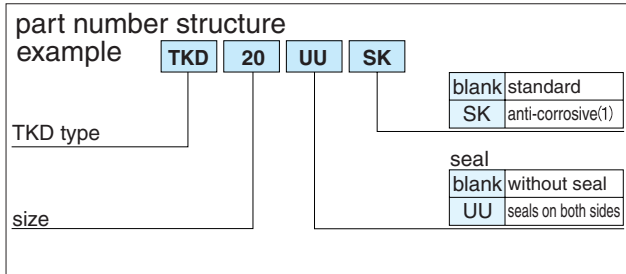 part number structure
example TKD 20 UU SK
blank standard
SK anti-corrosive(1)
TKD type
seal
blank without seal
UU seals on both sides
size